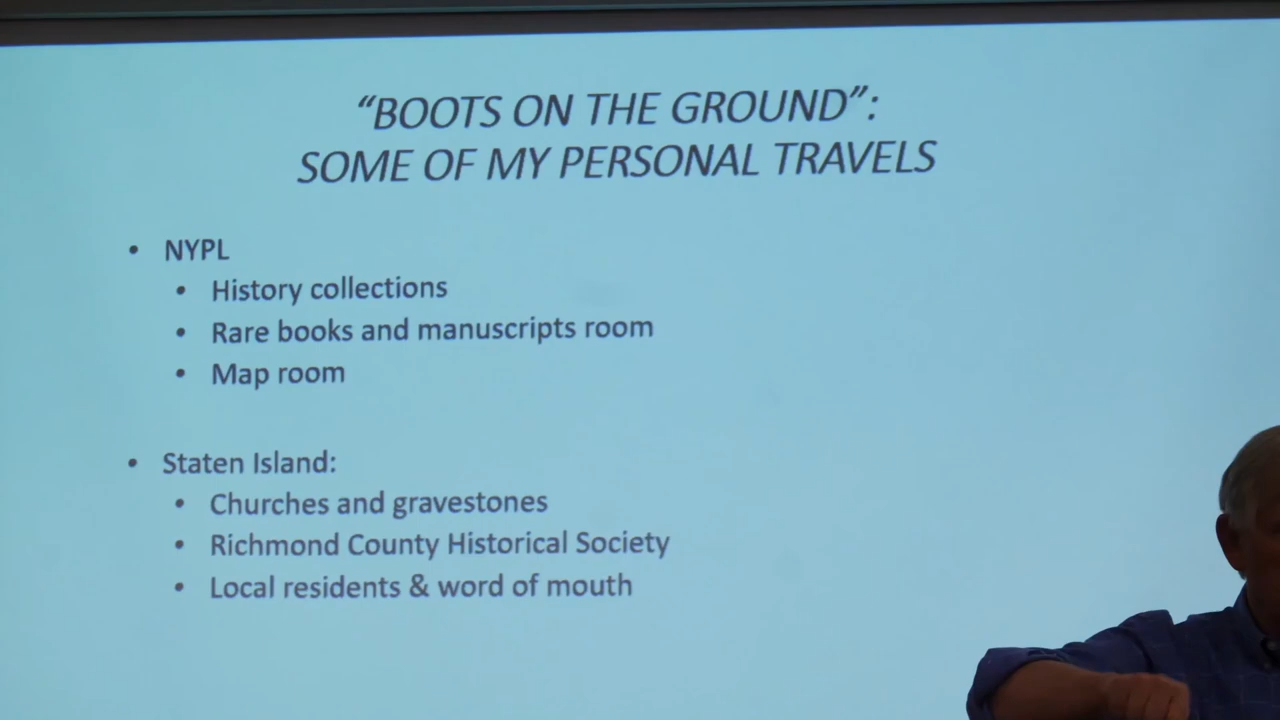 “BOOTS ON THE GROUND”:
SOME OF MY PERSONAL TRAVELS
• NYPL
• History collections
• Rare books and manuscripts room
• Map room
• Staten Island:
• Churches and gravestones
• Richmond County Historical Society
• Local residents & word of mouth